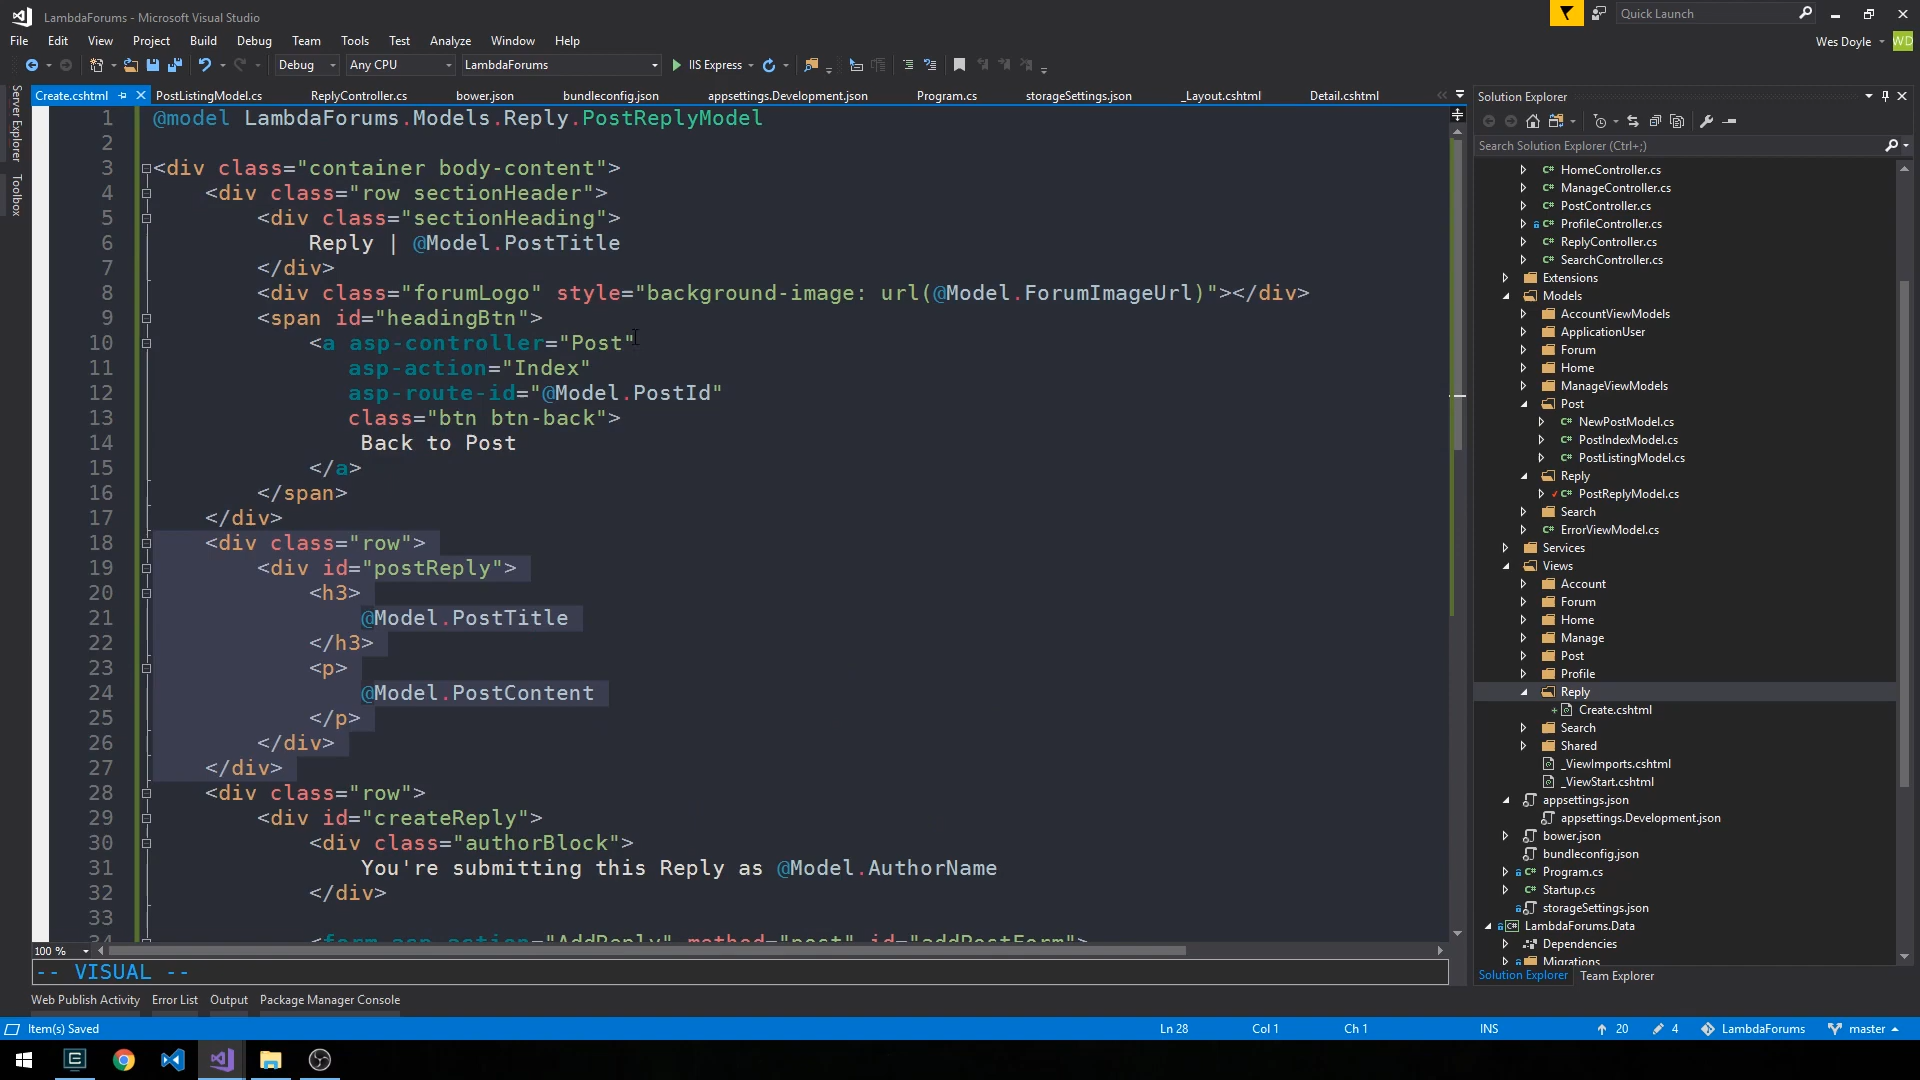 LambdaForums - Microsoft Visual Studio
Quick Launch
File Edit View Project Build Debug Team Tools Test Analyze Window Help
Wes Doyle WD
Debug Any CPU LambdaForums IIS Express
Create.cshtml PostListingModel.cs ReplyController.cs bower.json bundleconfig.json appsettings.Development.json Program.cs storageSettings.json _Layout.cshtml Detail.cshtml
Server Explorer
Toolbox
1 @model LambdaForums.Models.Reply.PostReplyModel
2
3 <div class="container body-content">
4 <div class="row sectionHeader">
5 <div class="sectionHeading">
6 Reply | @Model.PostTitle
7 </div>
8 <div class="forumLogo" style="background-image: url(@Model.ForumImageUrl)"></div>
9 <span id="headingBtn">
10 <a asp-controller="Post"
11 asp-action="Index"
12 asp-route-id="@Model.PostId"
13 class="btn btn-back">
14 Back to Post
15 </a>
16 </span>
17 </div>
18 <div class="row">
19 <div id="postReply">
20 <h3>
21 @Model.PostTitle
22 </h3>
23 <p>
24 @Model.PostContent
25 </p>
26 </div>
27 </div>
28 <div class="row">
29 <div id="createReply">
30 <div class="authorBlock">
31 You're submitting this Reply as @Model.AuthorName
32 </div>
33
34 <form asp-action="AddReply" method="post" id="addPostForm">
100 %
-- VISUAL --
Solution Explorer
Search Solution Explorer (Ctrl+;)
HomeController.cs
ManageController.cs
PostController.cs
ProfileController.cs
ReplyController.cs
SearchController.cs
Extensions
Models
AccountViewModels
ApplicationUser
Forum
Home
ManageViewModels
Post
NewPostModel.cs
PostIndexModel.cs
PostListingModel.cs
Reply
PostReplyModel.cs
Search
ErrorViewModel.cs
Services
Views
Account
Forum
Home
Manage
Post
Profile
Reply
Create.cshtml
Search
Shared
_ViewImports.cshtml
_ViewStart.cshtml
appsettings.json
appsettings.Development.json
bower.json
bundleconfig.json
Program.cs
Startup.cs
storageSettings.json
LambdaForums.Data
Dependencies
Migrations
Solution Explorer Team Explorer
Web Publish Activity Error List Output Package Manager Console
Item(s) Saved Ln 28 Col 1 Ch 1 INS 20 4 LambdaForums master